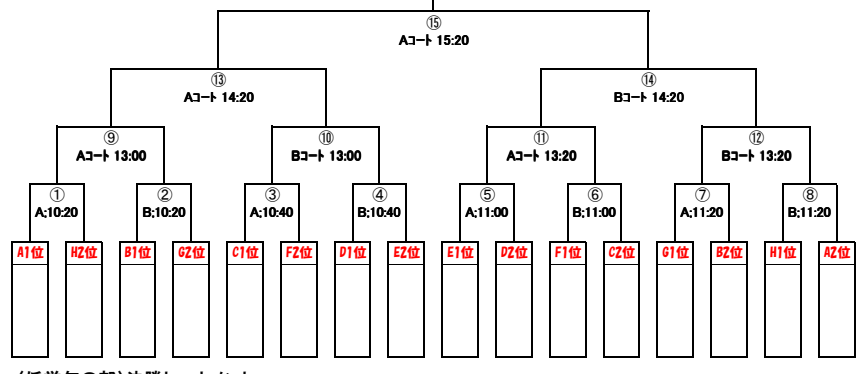 ⑮
Aコート 15:20
⑬
Aコート 14:20
⑭
Bコート 14:20
⑨
Aコート 13:00
⑩
Bコート 13:00
⑪
Aコート 13:20
⑫
Bコート 13:20
①
A;10:20
②
B;10:20
③
A;10:40
④
B;10:40
⑤
A;11:00
⑥
B;11:00
⑦
A;11:20
⑧
B;11:20
A1位 H2位 B1位 G2位 C1位 F2位 D1位 E2位 E1位 D2位 F1位 C2位 G1位 B2位 H1位 A2位